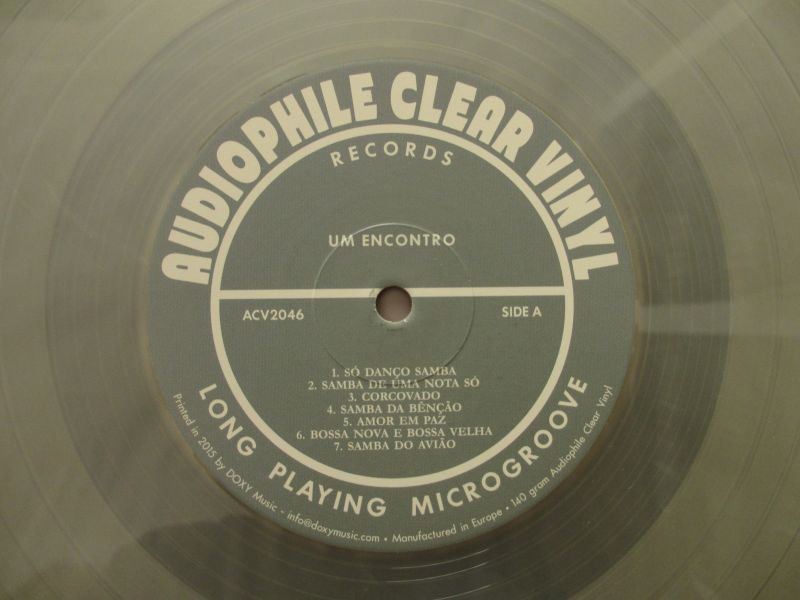 AUDIOPHILE CLEAR VINYL
RECORDS
UM ENCONTRO
ACV2046
SIDE A
1. SÓ DANÇO SAMBA
2. SAMBA DE UMA NOTA SÓ
3. CORCOVADO
4. SAMBA DA BÊNÇÃO
5. AMOR EM PAZ
6. BOSSA NOVA E BOSSA VELHA
7. SAMBA DO AVIÃO
LONG PLAYING MICROGROOVE
Printed in 2015 by DOXY Music - info@doxymusic.com • Manufactured in Europe • 140 gram Audiophile Clear Vinyl